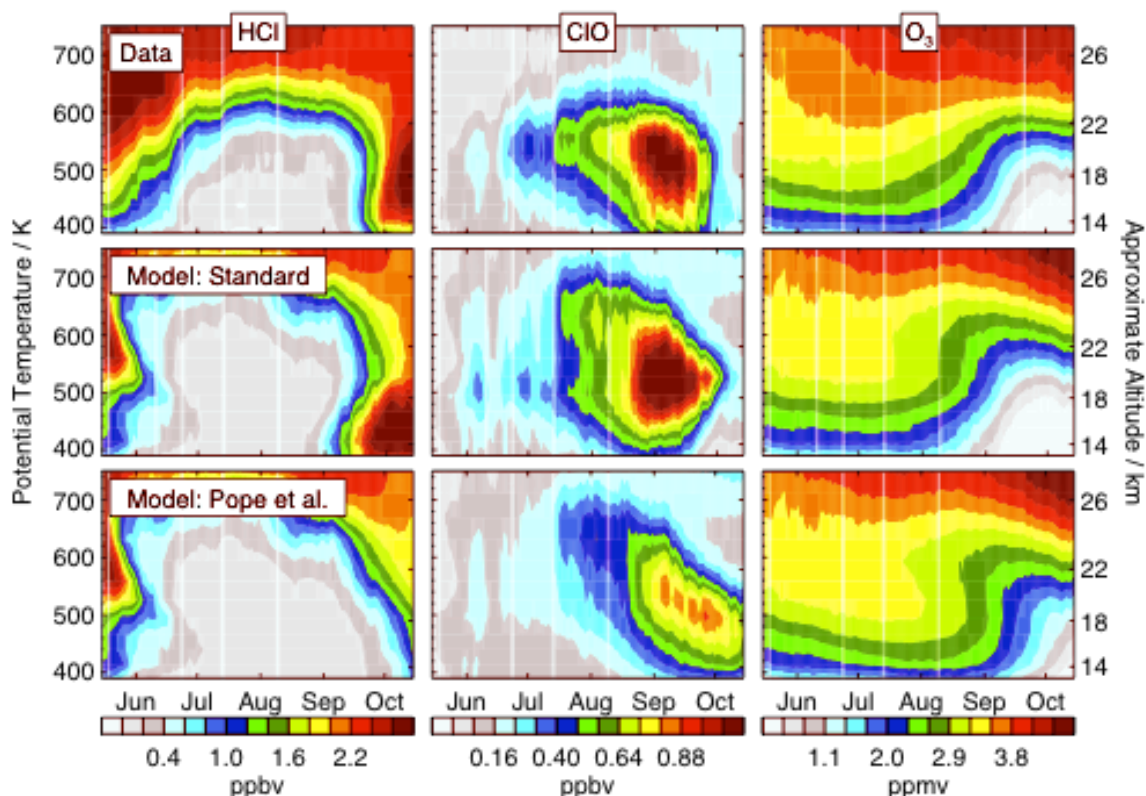 HCl
ClO
O3
Data
750
700
600
500
400
26
22
18
14
Model: Standard
750
700
600
500
400
26
22
18
14
Model: Pope et al.
700
600
500
400
26
22
18
14
Potential Temperature / K
Approximate Altitude / km
Jun Jul Aug Sep Oct
Jun Jul Aug Sep Oct
Jun Jul Aug Sep Oct
0.4 1.0 1.6 2.2
0.16 0.40 0.64 0.88
1.1 2.0 2.9 3.8
ppbv
ppbv
ppmv